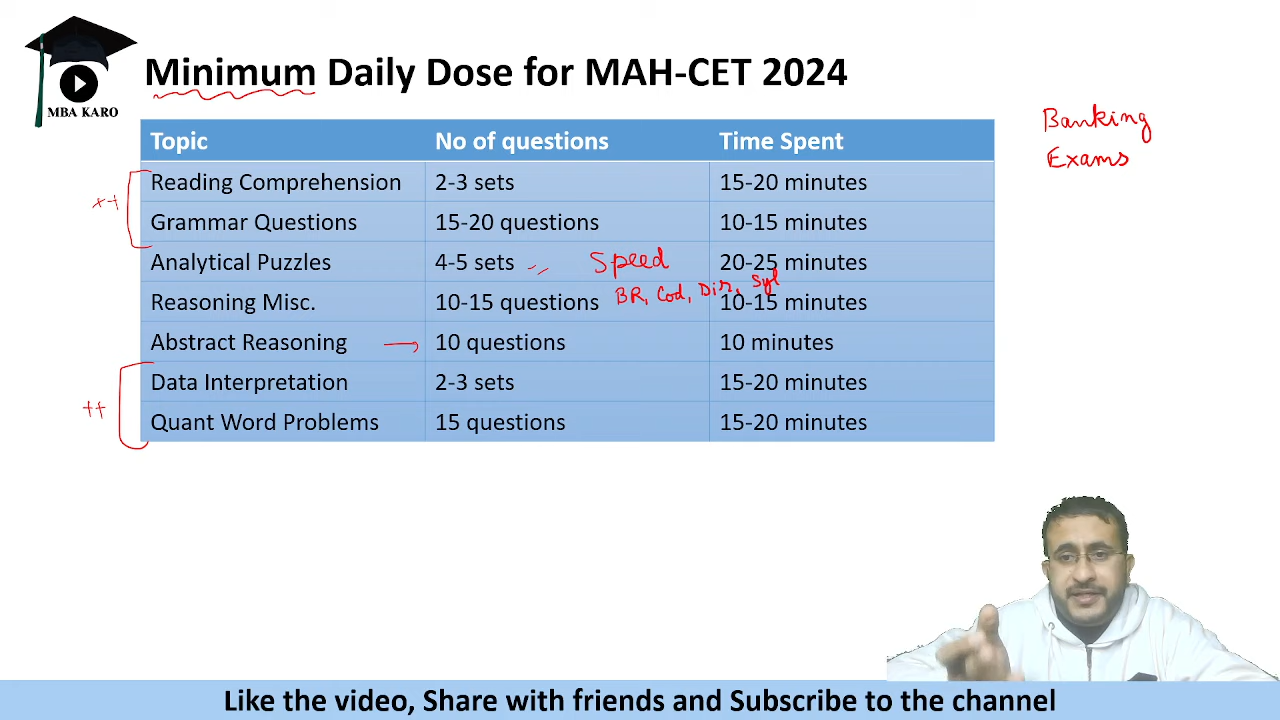 MBA KARO
Minimum Daily Dose for MAH-CET 2024
Banking
Exams
Topic No of questions Time Spent
Reading Comprehension 2-3 sets 15-20 minutes
Grammar Questions 15-20 questions 10-15 minutes
Analytical Puzzles 4-5 sets Speed 20-25 minutes
Reasoning Misc. 10-15 questions BR, Cod, Dir, Syl 10-15 minutes
Abstract Reasoning 10 questions 10 minutes
Data Interpretation 2-3 sets 15-20 minutes
++ Quant Word Problems 15 questions 15-20 minutes
Like the video, Share with friends and Subscribe to the channel